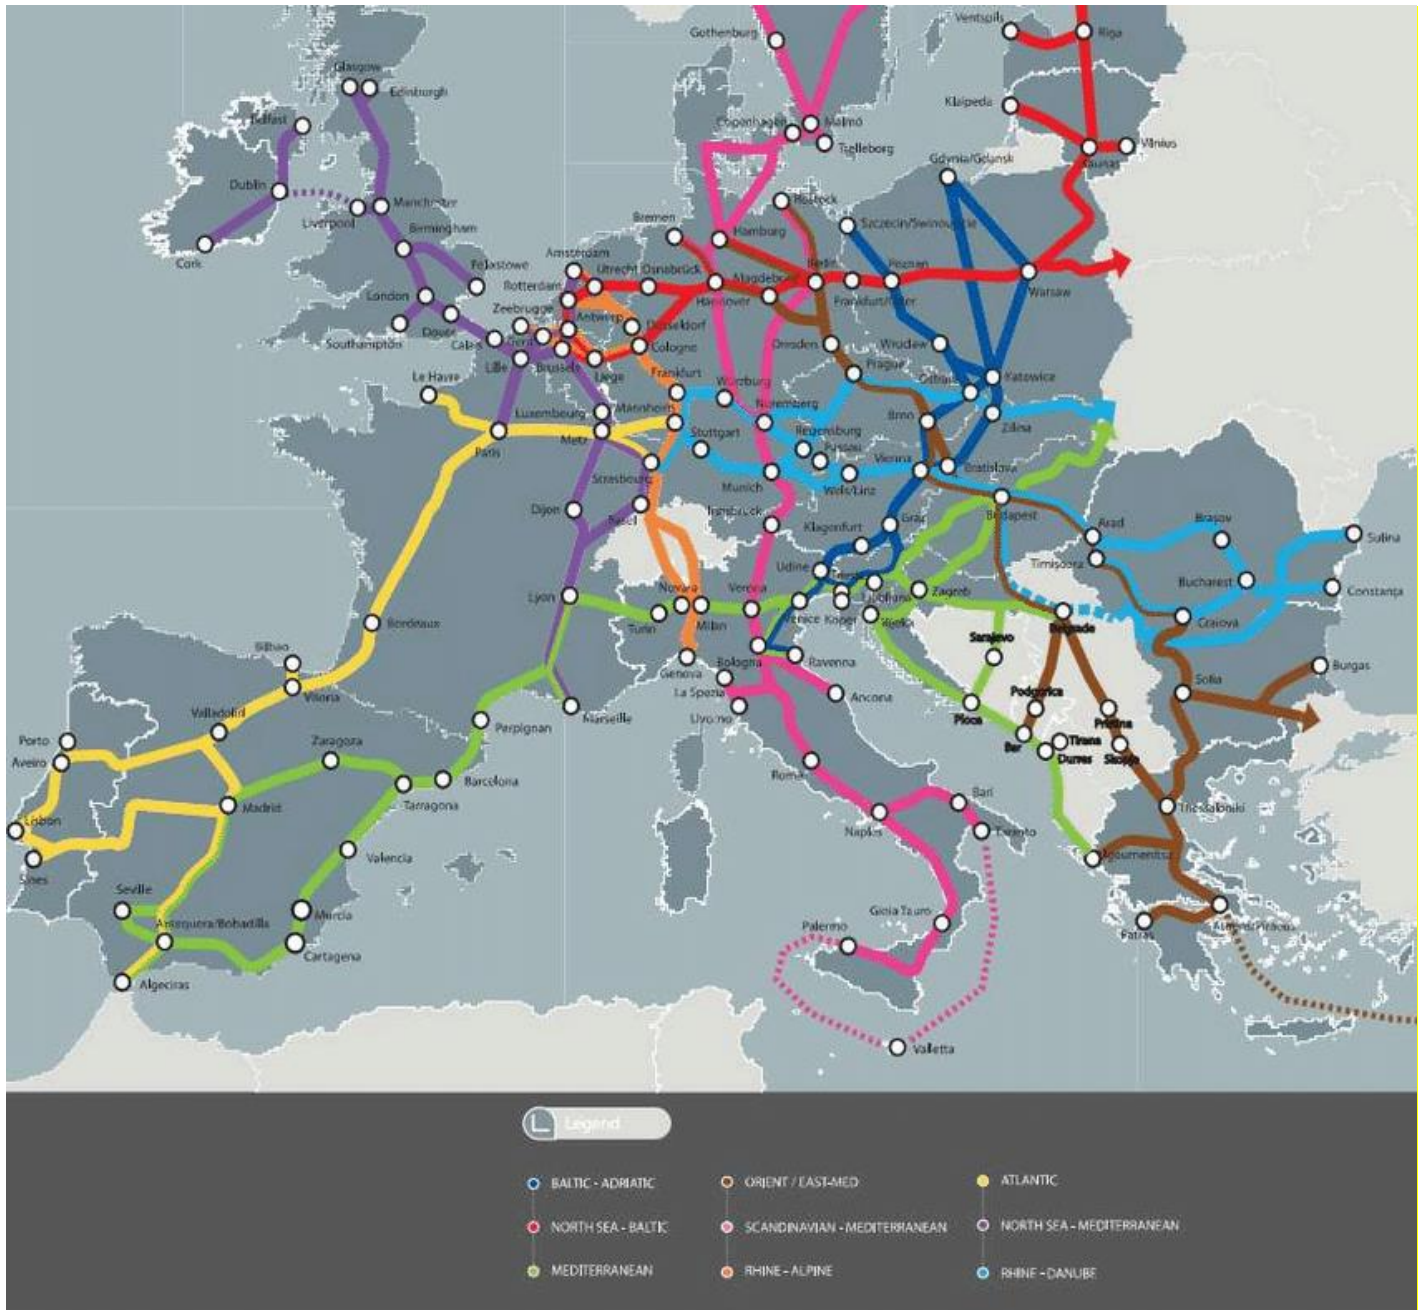 Ventspils
Riga
Gothenburg
Glasgow
Edinburgh
Klaipeda
Belfast
Copenhagen
Malmö
Trelleborg
Vilnius
Kaunas
Gdynia/Gdansk
Dublin
Manchester
Liverpool
Rostock
Bremen
Hamburg
Szczecin/Swinoujscie
Birmingham
Cork
Felixstowe
Amsterdam
Utrecht
Osnabrück
Magdeburg
Berlin
Poznan
London
Rotterdam
Hannover
Frankfurt/Oder
Warsaw
Zeebrugge
Antwerp
Düsseldorf
Dover
Southampton
Calais
Gent
Cologne
Dresden
Wroclaw
Lille
Brussels
Liege
Frankfurt
Prague
Ostrava
Katowice
Le Havre
Würzburg
Luxembourg
Mannheim
Nuremberg
Brno
Zilina
Paris
Metz
Stuttgart
Regensburg
Passau
Vienna
Bratislava
Strasbourg
Munich
Wels/Linz
Dijon
Basel
Innsbruck
Klagenfurt
Graz
Budapest
Arad
Brasov
Sulina
Udine
Timisoara
Bucharest
Constanța
Lyon
Novara
Verona
Trieste
Ljubljana
Zagreb
Turin
Milan
Venice
Koper
Rijeka
Belgrade
Craiova
Bordeaux
Sarajevo
Bilbao
Genova
Bologna
Ravenna
Burgas
Vitoria
La Spezia
Ancona
Podgorica
Sofia
Valladolid
Livorno
Ploce
Pristina
Marseille
Perpignan
Porto
Zaragoza
Bar
Tirana
Aveiro
Durres
Skopje
Barcelona
Roma
Madrid
Tarragona
Bari
Thessaloniki
Lisbon
Naples
Taranto
Valencia
Igoumenitsa
Sines
Seville
Murcia
Gioia Tauro
Antequera/Bobadilla
Palermo
Patras
Athens/Piraeus
Cartagena
Algeciras
Valletta
Legend
BALTIC - ADRIATIC
ORIENT / EAST-MED
ATLANTIC
NORTH SEA - BALTIC
SCANDINAVIAN - MEDITERRANEAN
NORTH SEA - MEDITERRANEAN
MEDITERRANEAN
RHINE - ALPINE
RHINE - DANUBE